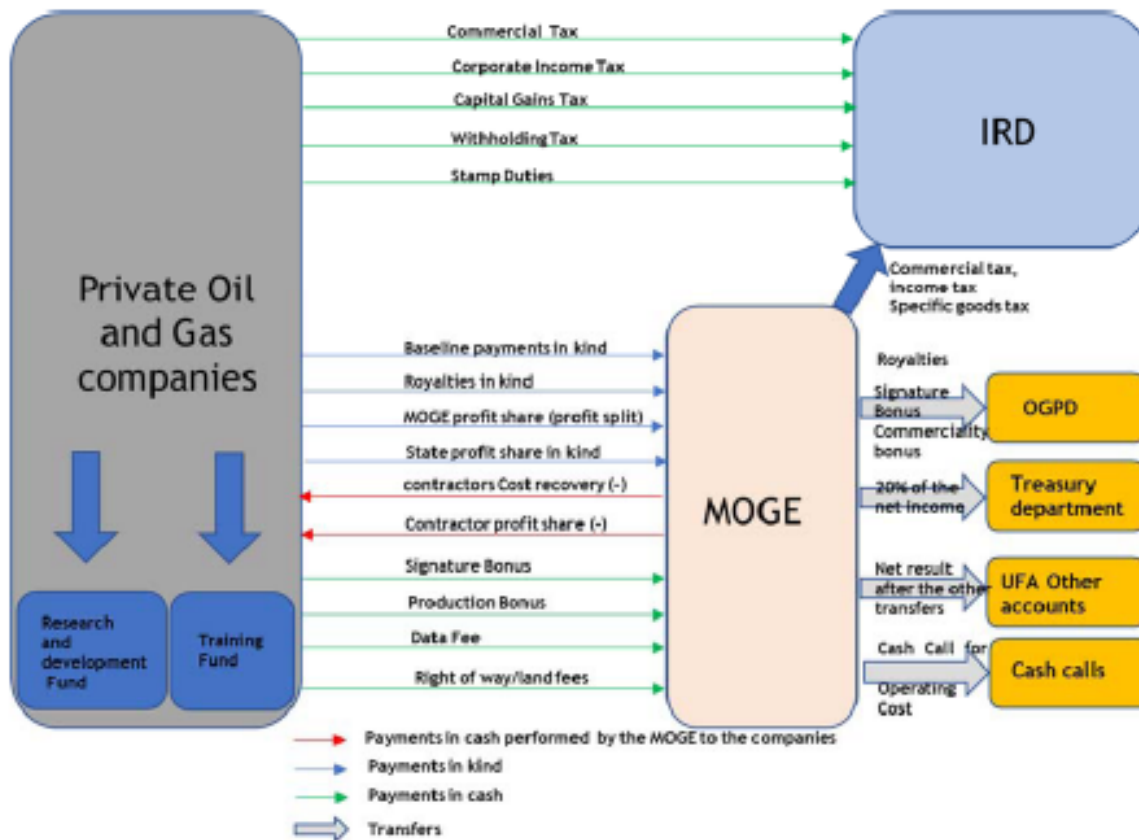 Commercial Tax
Corporate Income Tax
Capital Gains Tax
Withholding Tax
Stamp Duties
IRD
Private Oil
and Gas
companies
Commercial tax,
income tax
Specific goods tax
Baseline payments in kind
Royalties in kind
MOGE profit share (profit split)
State profit share in kind
contractors Cost recovery (-)
Contractor profit share (-)
Signature Bonus
Production Bonus
Data Fee
Right of way/land fees
MOGE
Royalties
Signature
Bonus
Commerciality
bonus
OGPD
20% of the
net income
Treasury
department
Net result
after the other
transfers
UFA Other
accounts
Cash Call for
Operating
Cost
Cash calls
Research
and
development
Fund
Training
Fund
Payments in cash performed by the MOGE to the companies
Payments in kind
Payments in cash
Transfers